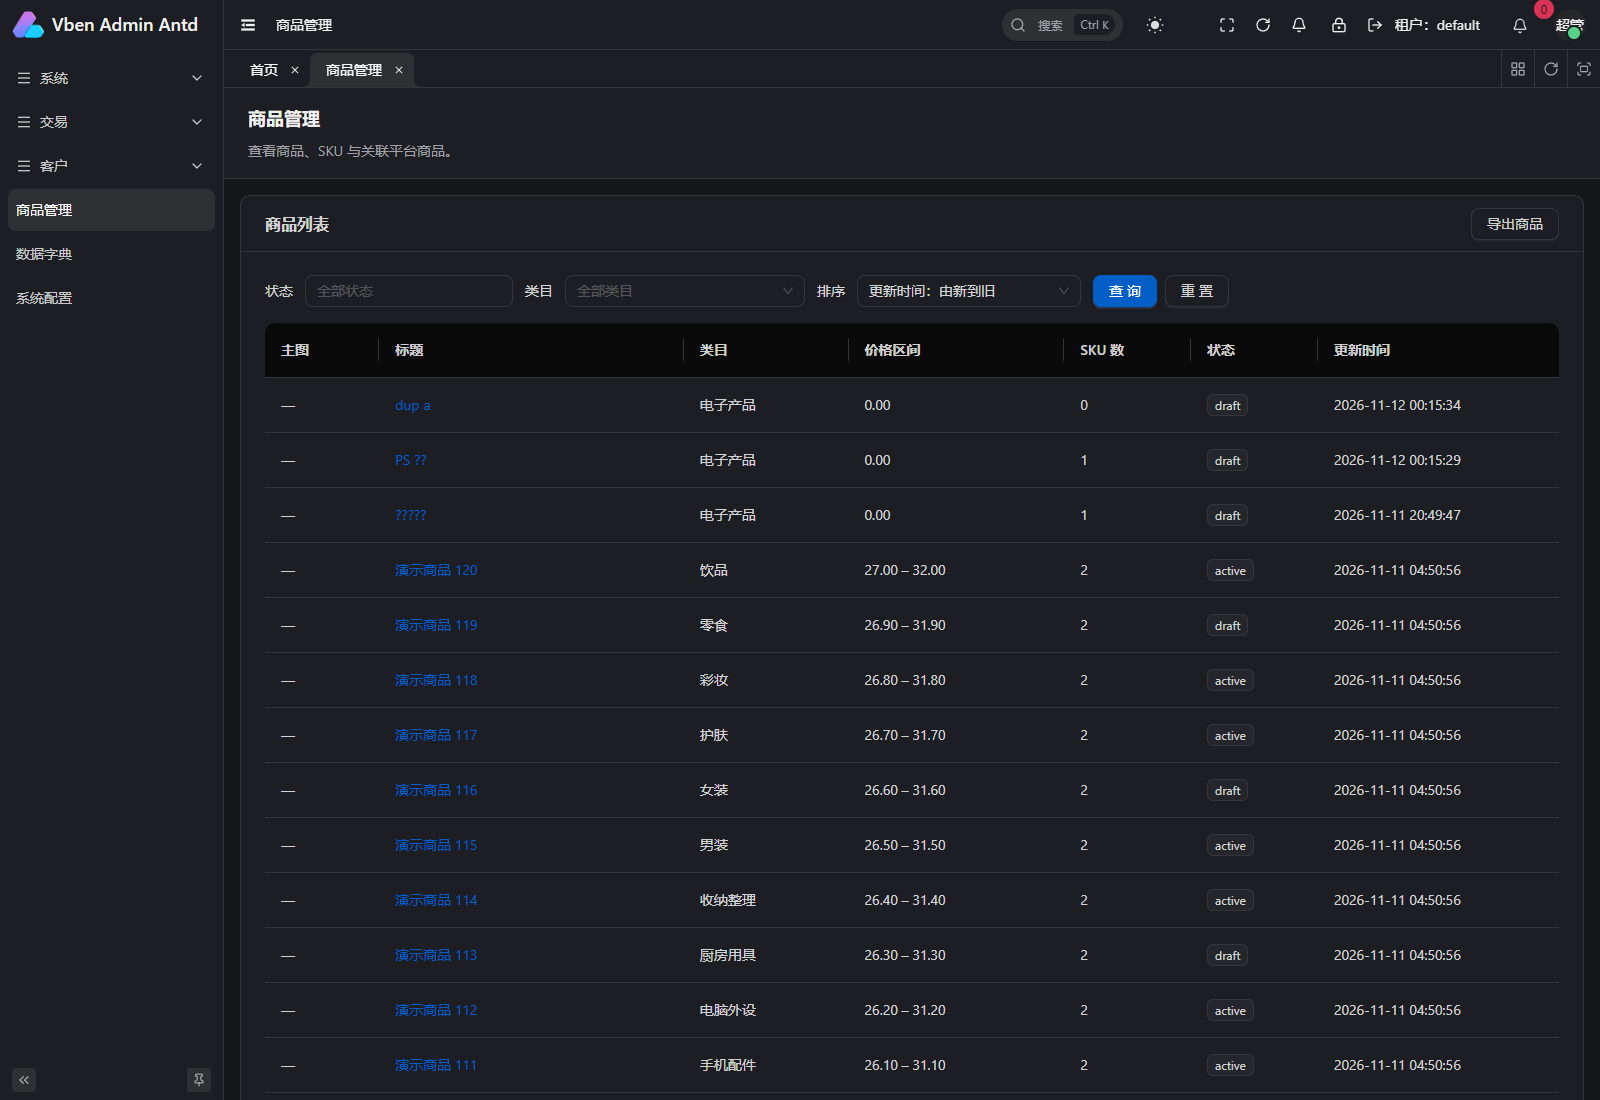 Vben Admin Antd
商品管理
搜索 Ctrl K
租户：default
0
超管
系统
交易
客户
商品管理
数据字典
系统配置
首页
商品管理
商品管理
查看商品、SKU 与关联平台商品。
商品列表
导出商品
状态 全部状态 类目 全部类目 排序 更新时间：由新到旧 查 询 重 置
主图 标题 类目 价格区间 SKU 数 状态 更新时间
— dup a 电子产品 0.00 0 draft 2026-11-12 00:15:34
— PS ?? 电子产品 0.00 1 draft 2026-11-12 00:15:29
— ????? 电子产品 0.00 1 draft 2026-11-11 20:49:47
— 演示商品 120 饮品 27.00 – 32.00 2 active 2026-11-11 04:50:56
— 演示商品 119 零食 26.90 – 31.90 2 draft 2026-11-11 04:50:56
— 演示商品 118 彩妆 26.80 – 31.80 2 active 2026-11-11 04:50:56
— 演示商品 117 护肤 26.70 – 31.70 2 active 2026-11-11 04:50:56
— 演示商品 116 女装 26.60 – 31.60 2 draft 2026-11-11 04:50:56
— 演示商品 115 男装 26.50 – 31.50 2 active 2026-11-11 04:50:56
— 演示商品 114 收纳整理 26.40 – 31.40 2 active 2026-11-11 04:50:56
— 演示商品 113 厨房用具 26.30 – 31.30 2 draft 2026-11-11 04:50:56
— 演示商品 112 电脑外设 26.20 – 31.20 2 active 2026-11-11 04:50:56
— 演示商品 111 手机配件 26.10 – 31.10 2 active 2026-11-11 04:50:56